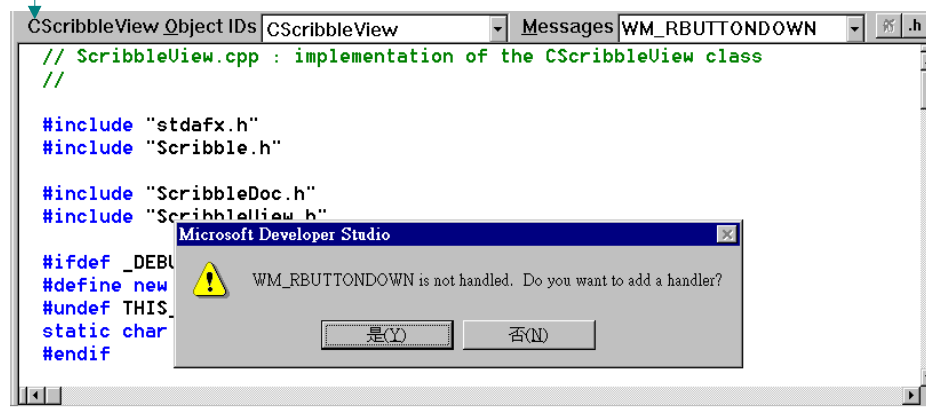 CScribbleView Object IDs CScribbleView Messages WM_RBUTTONDOWN .h
// ScribbleView.cpp : implementation of the CScribbleView class
//
#include "stdafx.h"
#include "Scribble.h"
#include "ScribbleDoc.h"
#include "ScribbleView.h"
Microsoft Developer Studio
#ifdef _DEBU
WM_RBUTTONDOWN is not handled. Do you want to add a handler?
#define new
#undef THIS_
static char
是(Y) 否(N)
#endif